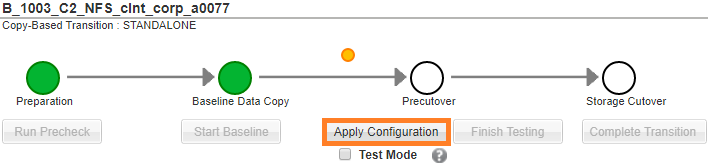 B_1003_C2_NFS_clnt_corp_a0077
Copy-Based Transition : STANDALONE
Preparation Baseline Data Copy Precutover Storage Cutover
Run Precheck Start Baseline Apply Configuration Finish Testing Complete Transition
Test Mode ?